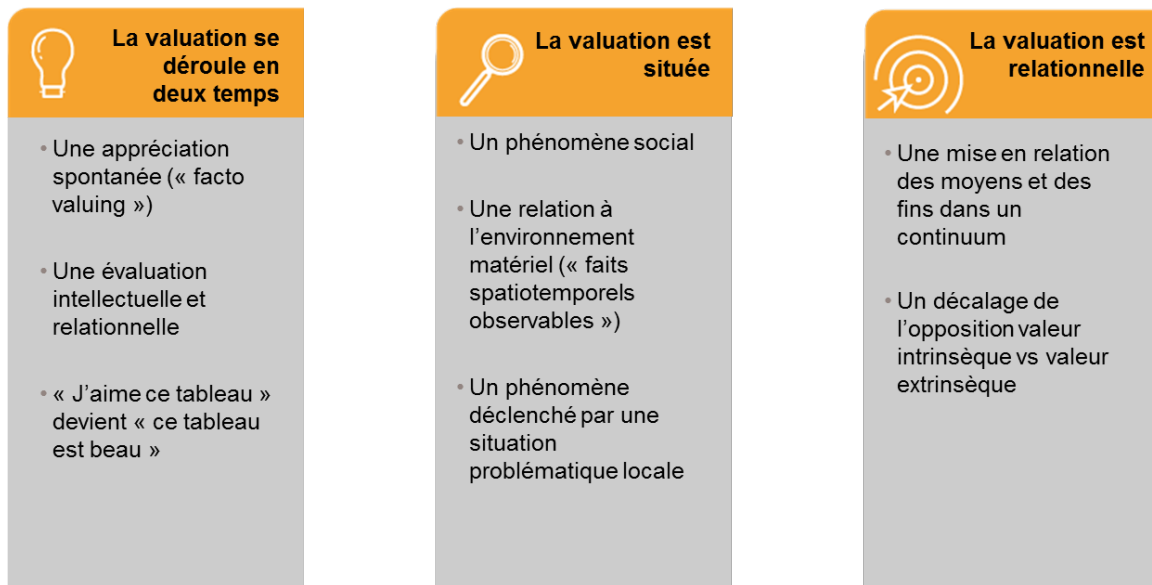 La valuation se
déroule en
deux temps
• Une appréciation
spontanée (« facto
valuing »)
• Une évaluation
intellectuelle et
relationnelle
• « J’aime ce tableau »
devient « ce tableau
est beau »
La valuation est
située
• Un phénomène social
• Une relation à
l’environnement
matériel (« faits
spatiotemporels
observables »)
• Un phénomène
déclenché par une
situation
problématique locale
La valuation est
relationnelle
• Une mise en relation
des moyens et des
fins dans un
continuum
• Un décalage de
l’opposition valeur
intrinsèque vs valeur
extrinsèque